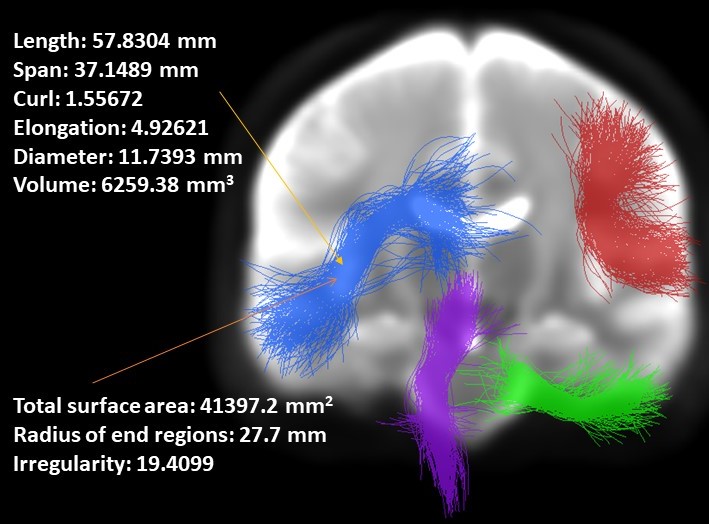 Length: 57.8304 mm
Span: 37.1489 mm
Curl: 1.55672
Elongation: 4.92621
Diameter: 11.7393 mm
Volume: 6259.38 mm³
Total surface area: 41397.2 mm²
Radius of end regions: 27.7 mm
Irregularity: 19.4099